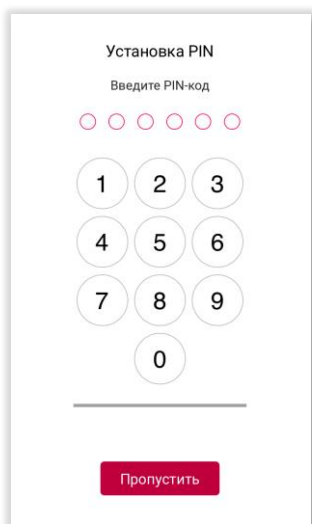 Установка PIN
Введите PIN-код
1 2 3
4 5 6
7 8 9
0
Пропустить